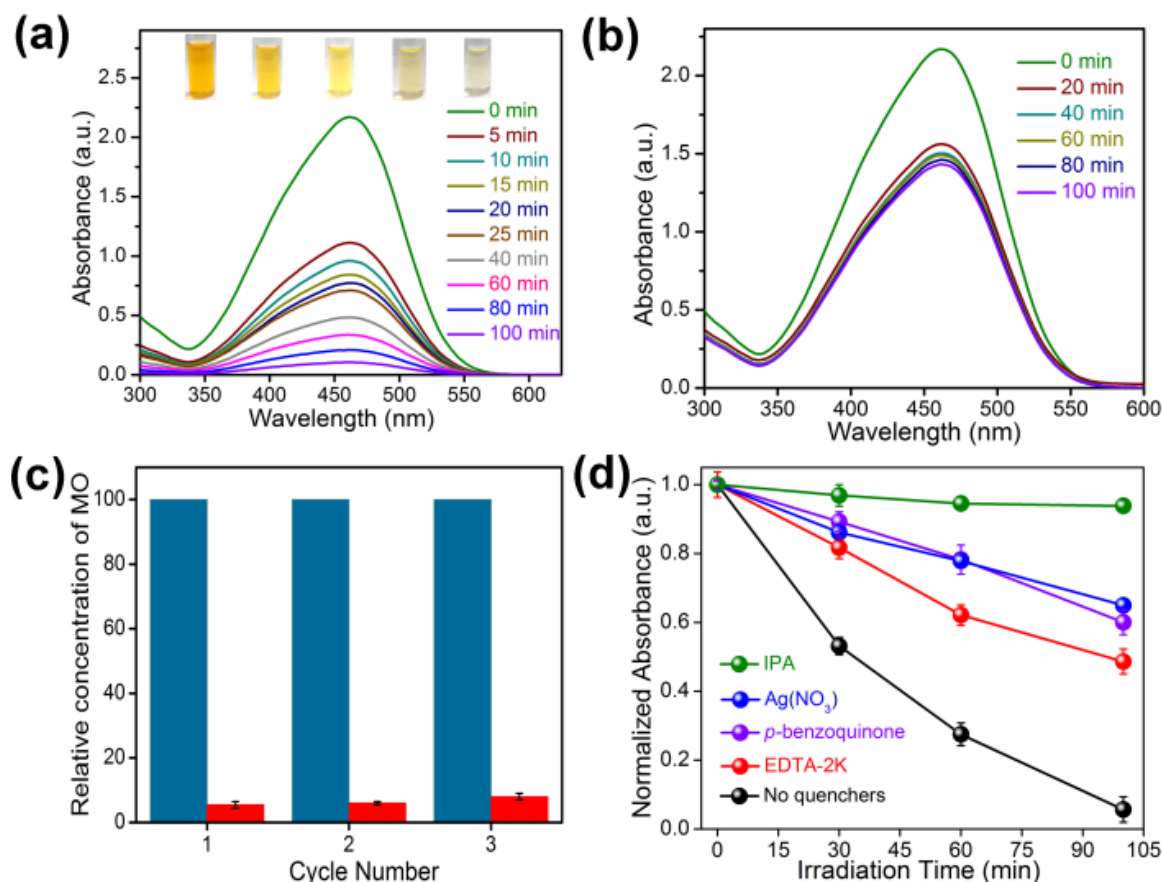 (a)
Absorbance (a.u.)
2.5
2.0
1.5
1.0
0.5
0.0
0 min
5 min
10 min
15 min
20 min
25 min
40 min
60 min
80 min
100 min
300 350 400 450 500 550 600
Wavelength (nm)
(b)
Absorbance (a.u.)
2.0
1.5
1.0
0.5
0.0
0 min
20 min
40 min
60 min
80 min
100 min
300 350 400 450 500 550 600
Wavelength (nm)
(c)
Relative concentration of MO
100
80
60
40
20
0
1 2 3
Cycle Number
(d)
Normalized Absorbance (a.u.)
1.0
0.8
0.6
0.4
0.2
0.0
IPA
Ag(NO₃)
p-benzoquinone
EDTA-2K
No quenchers
0 15 30 45 60 75 90 105
Irradiation Time (min)